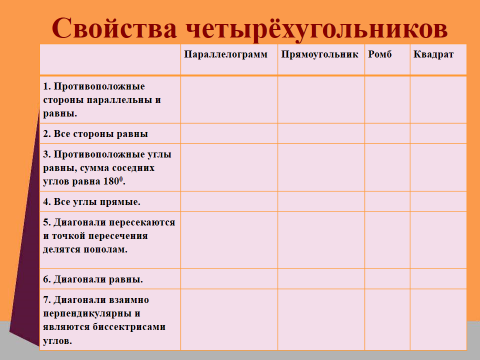 Свойства четырёхугольников
Параллелограмм Прямоугольник Ромб Квадрат
1. Противоположные
стороны параллельны и
равны.
2. Все стороны равны
3. Противоположные углы
равны, сумма соседних
углов равна 180⁰.
4. Все углы прямые.
5. Диагонали пересекаются
и точкой пересечения
делятся пополам.
6. Диагонали равны.
7. Диагонали взаимно
перпендикулярны и
являются биссектрисами
углов.